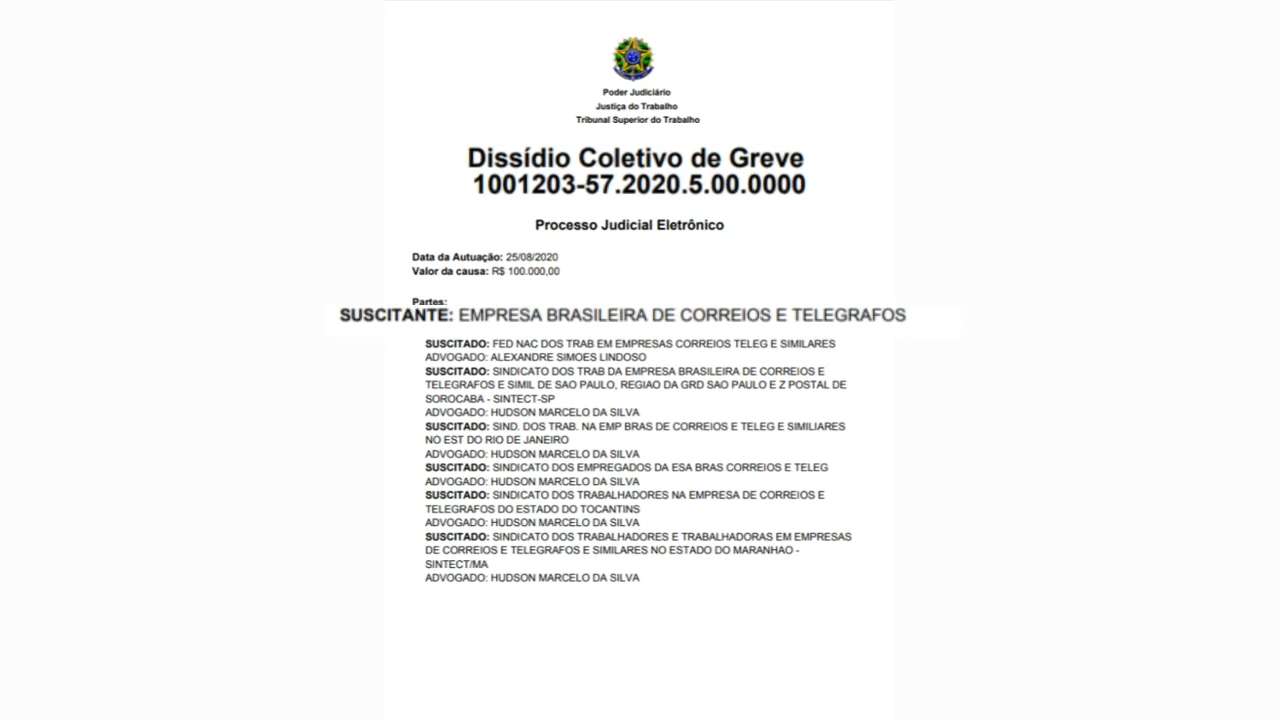 Poder Judiciário
Justiça do Trabalho
Tribunal Superior do Trabalho
Dissídio Coletivo de Greve
1001203-57.2020.5.00.0000
Processo Judicial Eletrônico
Data da Autuação: 25/08/2020
Valor da causa: R$ 100.000,00
Partes:
SUSCITANTE: EMPRESA BRASILEIRA DE CORREIOS E TELEGRAFOS
SUSCITADO: FED NAC DOS TRAB EM EMPRESAS CORREIOS TELEG E SIMILARES
ADVOGADO: ALEXANDRE SIMOES LINDOSO
SUSCITADO: SINDICATO DOS TRAB DA EMPRESA BRASILEIRA DE CORREIOS E
TELEGRAFOS E SIMIL DE SAO PAULO, REGIAO DA GRD SAO PAULO E Z POSTAL DE
SOROCABA - SINTECT-SP
ADVOGADO: HUDSON MARCELO DA SILVA
SUSCITADO: SIND. DOS TRAB. NA EMP BRAS DE CORREIOS E TELEG E SIMILIARES
NO EST DO RIO DE JANEIRO
ADVOGADO: HUDSON MARCELO DA SILVA
SUSCITADO: SINDICATO DOS EMPREGADOS DA ESA BRAS CORREIOS E TELEG
ADVOGADO: HUDSON MARCELO DA SILVA
SUSCITADO: SINDICATO DOS TRABALHADORES NA EMPRESA DE CORREIOS E
TELEGRAFOS DO ESTADO DO TOCANTINS
ADVOGADO: HUDSON MARCELO DA SILVA
SUSCITADO: SINDICATO DOS TRABALHADORES E TRABALHADORAS EM EMPRESAS
DE CORREIOS E TELEGRAFOS E SIMILARES NO ESTADO DO MARANHAO -
SINTECT/MA
ADVOGADO: HUDSON MARCELO DA SILVA